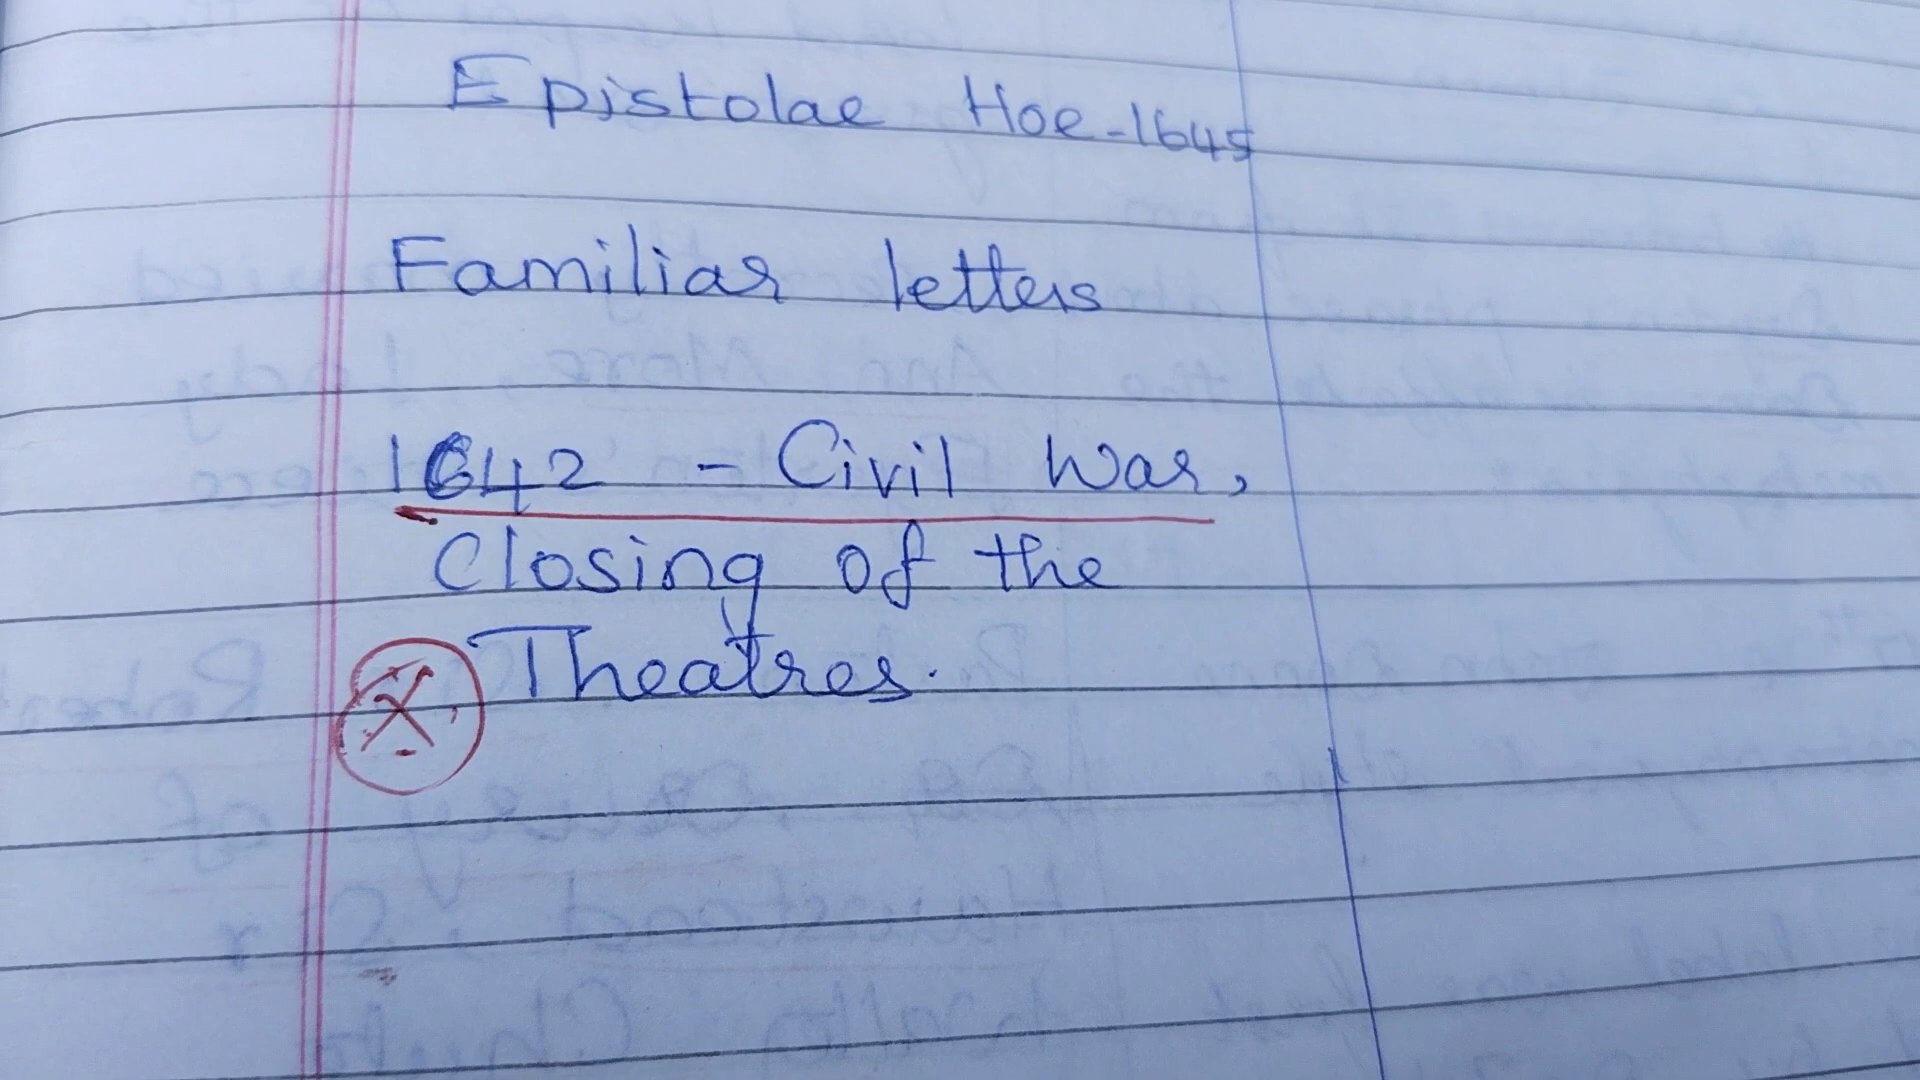 Epistolae Hoe-1645
Familiar letters
1642 - Civil War,
Closing of the
Theatres.